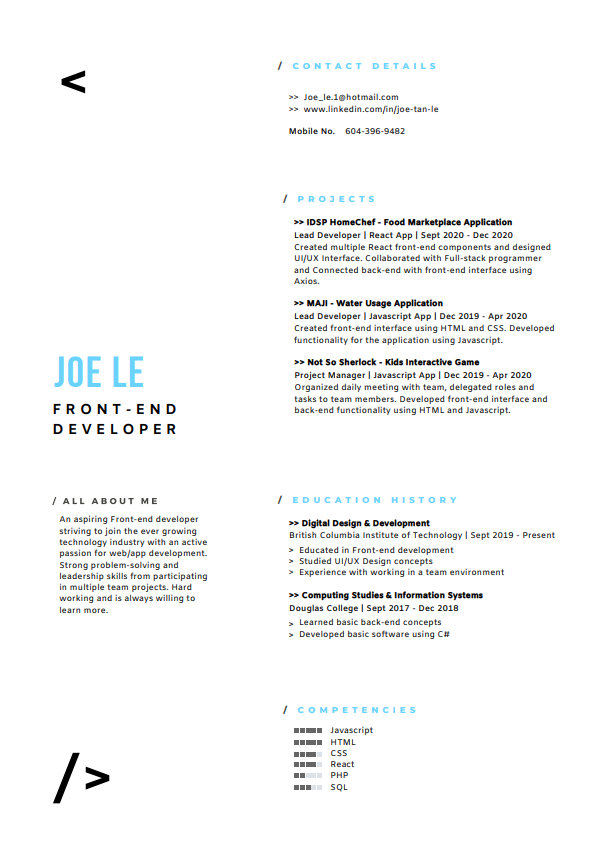 <
/ CONTACT DETAILS
>> Joe_le.1@hotmail.com
>> www.linkedin.com/in/joe-tan-le
Mobile No. 604-396-9482
/ PROJECTS
>> IDSP HomeChef - Food Marketplace Application
Lead Developer | React App | Sept 2020 - Dec 2020
Created multiple React front-end components and designed
UI/UX Interface. Collaborated with Full-stack programmer
and Connected back-end with front-end interface using
Axios.
>> MAJI - Water Usage Application
Lead Developer | Javascript App | Dec 2019 - Apr 2020
Created front-end interface using HTML and CSS. Developed
functionality for the application using Javascript.
>> Not So Sherlock - Kids Interactive Game
Project Manager | Javascript App | Dec 2019 - Apr 2020
Organized daily meeting with team, delegated roles and
tasks to team members. Developed front-end interface and
back-end functionality using HTML and Javascript.
JOE LE
FRONT-END
DEVELOPER
/ ALL ABOUT ME
An aspiring Front-end developer
striving to join the ever growing
technology industry with an active
passion for web/app development.
Strong problem-solving and
leadership skills from participating
in multiple team projects. Hard
working and is always willing to
learn more.
/ EDUCATION HISTORY
>> Digital Design & Development
British Columbia Institute of Technology | Sept 2019 - Present
> Educated in Front-end development
> Studied UI/UX Design concepts
> Experience with working in a team environment
>> Computing Studies & Information Systems
Douglas College | Sept 2017 - Dec 2018
> Learned basic back-end concepts
> Developed basic software using C#
/ COMPETENCIES
Javascript
HTML
CSS
React
PHP
SQL
/>